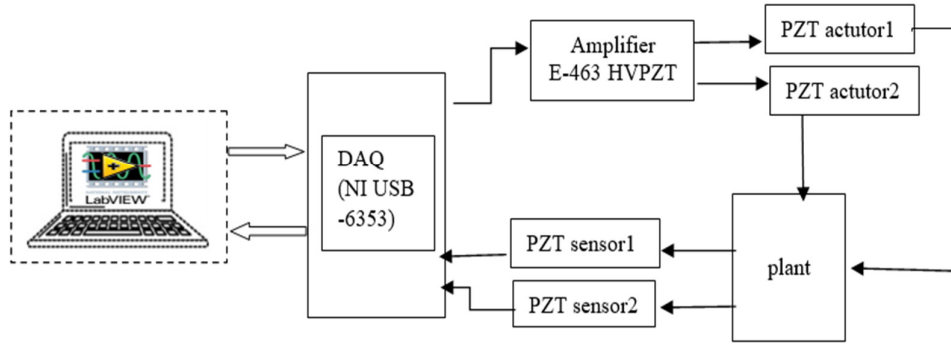 LabVIEW
DAQ
(NI USB
-6353)
Amplifier
E-463 HVPZT
PZT actutor1
PZT actutor2
PZT sensor1
PZT sensor2
plant